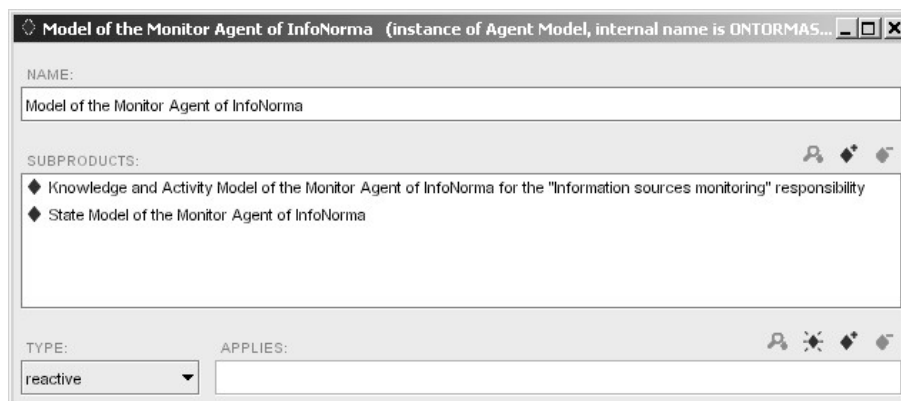 Model of the Monitor Agent of InfoNorma (instance of Agent Model, internal name is ONTORMAS...
NAME:
Model of the Monitor Agent of InfoNorma
SUBPRODUCTS:
Knowledge and Activity Model of the Monitor Agent of InfoNorma for the "Information sources monitoring" responsibility
State Model of the Monitor Agent of InfoNorma
TYPE: APPLIES:
reactive